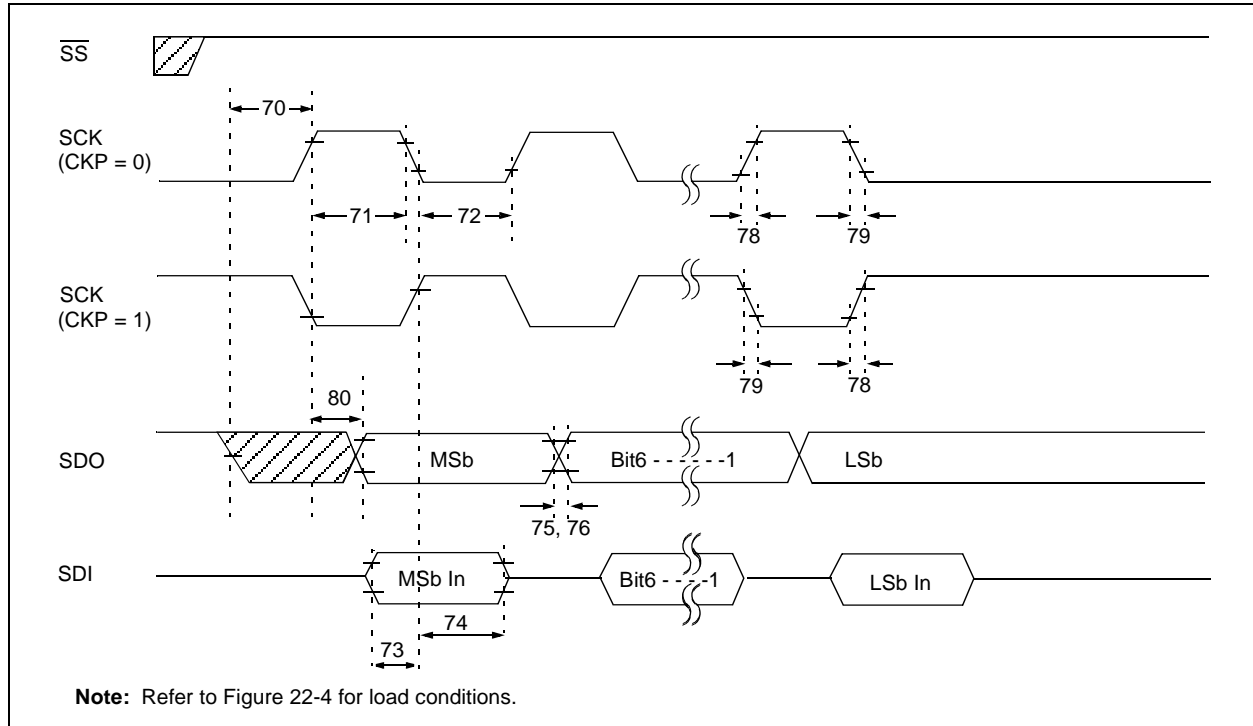 SS
70
SCK
(CKP = 0)
71
72
78
79
SCK
(CKP = 1)
79
78
80
SDO
MSb
Bit6 - - - - - -1
LSb
75, 76
SDI
MSb In
Bit6 - - - - -1
LSb In
74
73
Note: Refer to Figure 22-4 for load conditions.